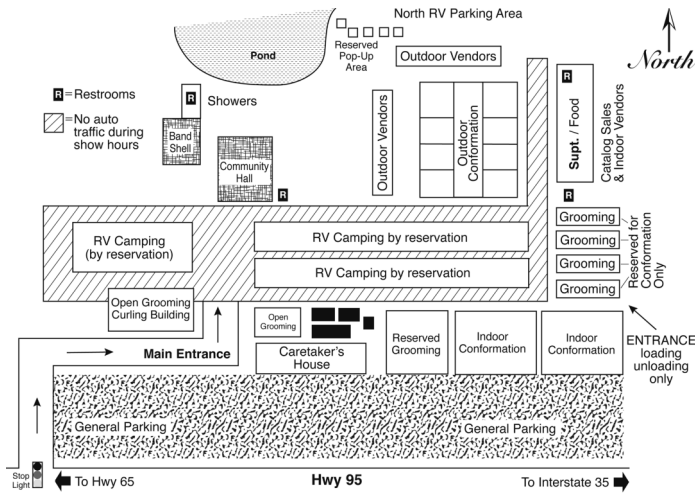 North RV Parking Area
North
Reserved
Pop-Up
Area
Outdoor Vendors
Pond
R = Restrooms
R
Showers
No auto
traffic during
show hours
=
Band
Shell
Community
Hall
R
Outdoor Vendors
Outdoor
Conformation
R
Supt. / Food
Catalog Sales
& Indoor Vendors
R
Grooming
Grooming
Grooming
Grooming
Reserved for
Conformation
Only
RV Camping
(by reservation)
RV Camping by reservation
RV Camping by reservation
Open Grooming
Curling Building
Open
Grooming
Main Entrance
Caretaker's
House
Reserved
Grooming
Indoor
Conformation
Indoor
Conformation
ENTRANCE
loading
unloading
only
General Parking
General Parking
Stop
Light
To Hwy 65
Hwy 95
To Interstate 35